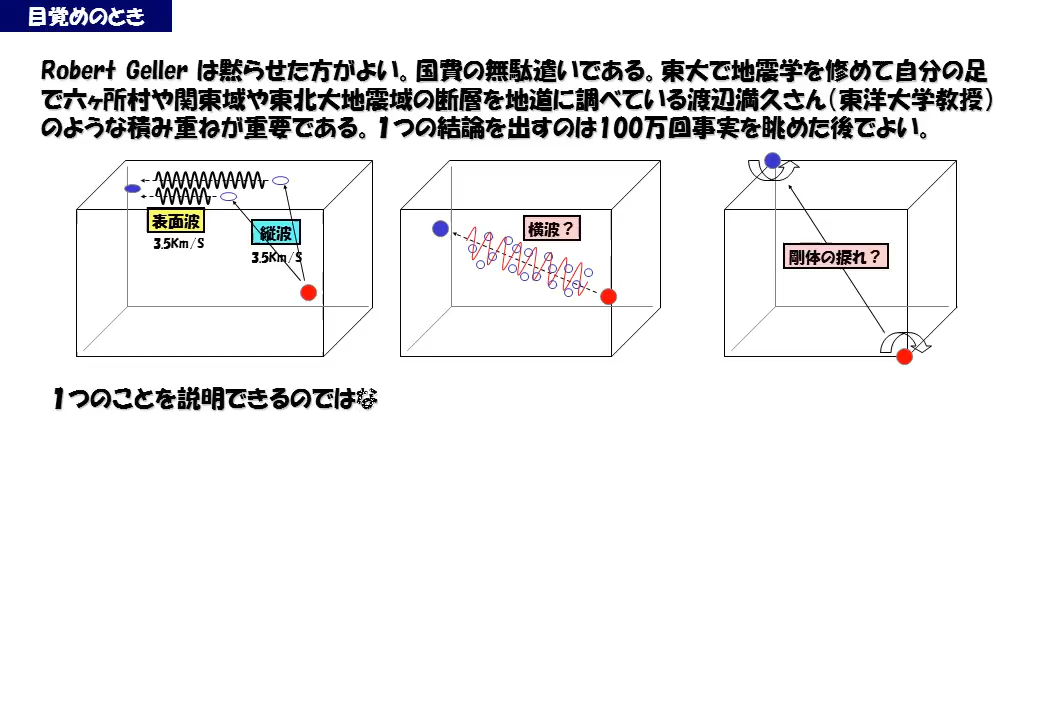 目覚めのとき
Robert Geller は黙らせた方がよい。国費の無駄遣いである。東大で地震学を修めて自分の足
で六ヶ所村や関東域や東北大地震域の断層を地道に調べている渡辺満久さん（東洋大学教授）
のような積み重ねが重要である。1つの結論を出すのは100万回事実を眺めた後でよい。
表面波
3.5Km/S
縦波
3.5Km/S
横波？
剛体の捩れ？
1つのことを説明できるのではな